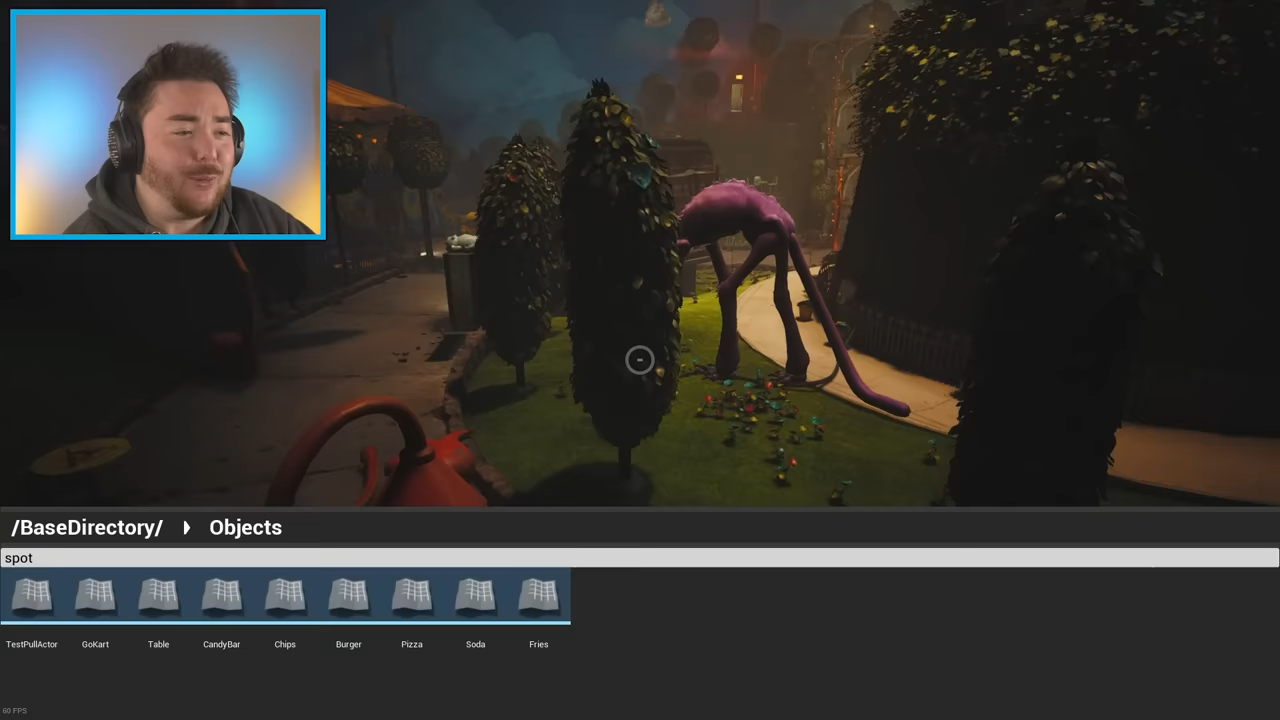 /BaseDirectory/ Objects
spot
TestPullActor GoKart Table CandyBar Chips Burger Pizza Soda Fries
60 FPS